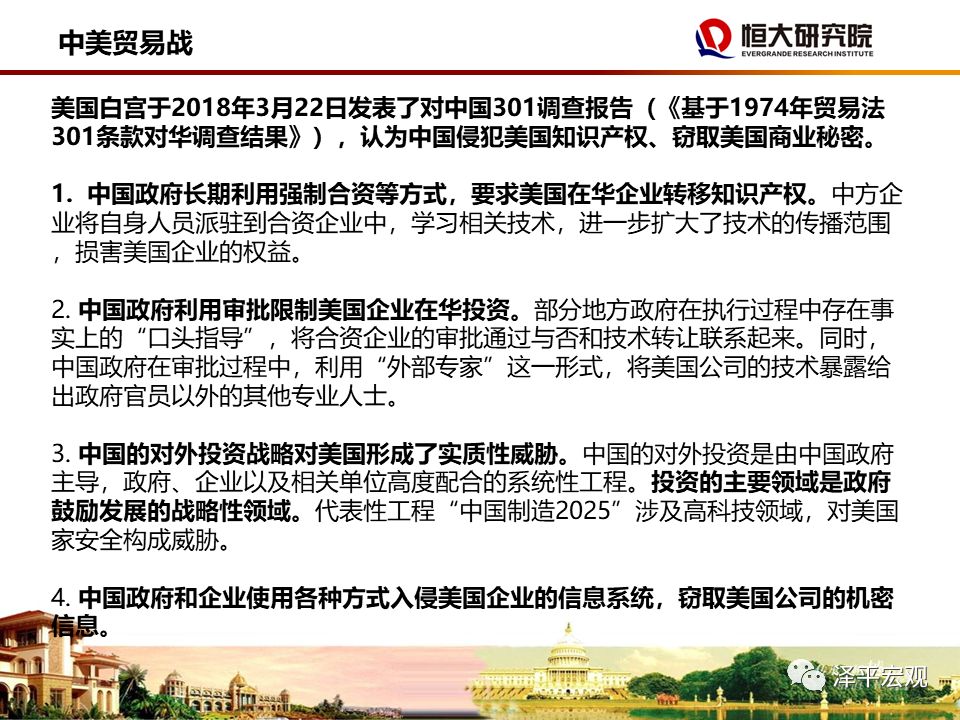 中美贸易战
恒大研究院
EVERGRANDE RESEARCH INSTITUTE
美国白宫于2018年3月22日发表了对中国301调查报告（《基于1974年贸易法
301条款对华调查结果》），认为中国侵犯美国知识产权、窃取美国商业秘密。
1. 中国政府长期利用强制合资等方式，要求美国在华企业转移知识产权。中方企
业将自身人员派驻到合资企业中，学习相关技术，进一步扩大了技术的传播范围
，损害美国企业的权益。
2. 中国政府利用审批限制美国企业在华投资。部分地方政府在执行过程中存在事
实上的“口头指导”，将合资企业的审批通过与否和技术转让联系起来。同时，
中国政府在审批过程中，利用“外部专家”这一形式，将美国公司的技术暴露给
出政府官员以外的其他专业人士。
3. 中国的对外投资战略对美国形成了实质性威胁。中国的对外投资是由中国政府
主导，政府、企业以及相关单位高度配合的系统性工程。投资的主要领域是政府
鼓励发展的战略性领域。代表性工程“中国制造2025”涉及高科技领域，对美国
家安全构成威胁。
4. 中国政府和企业使用各种方式入侵美国企业的信息系统，窃取美国公司的机密
信息。
泽平宏观